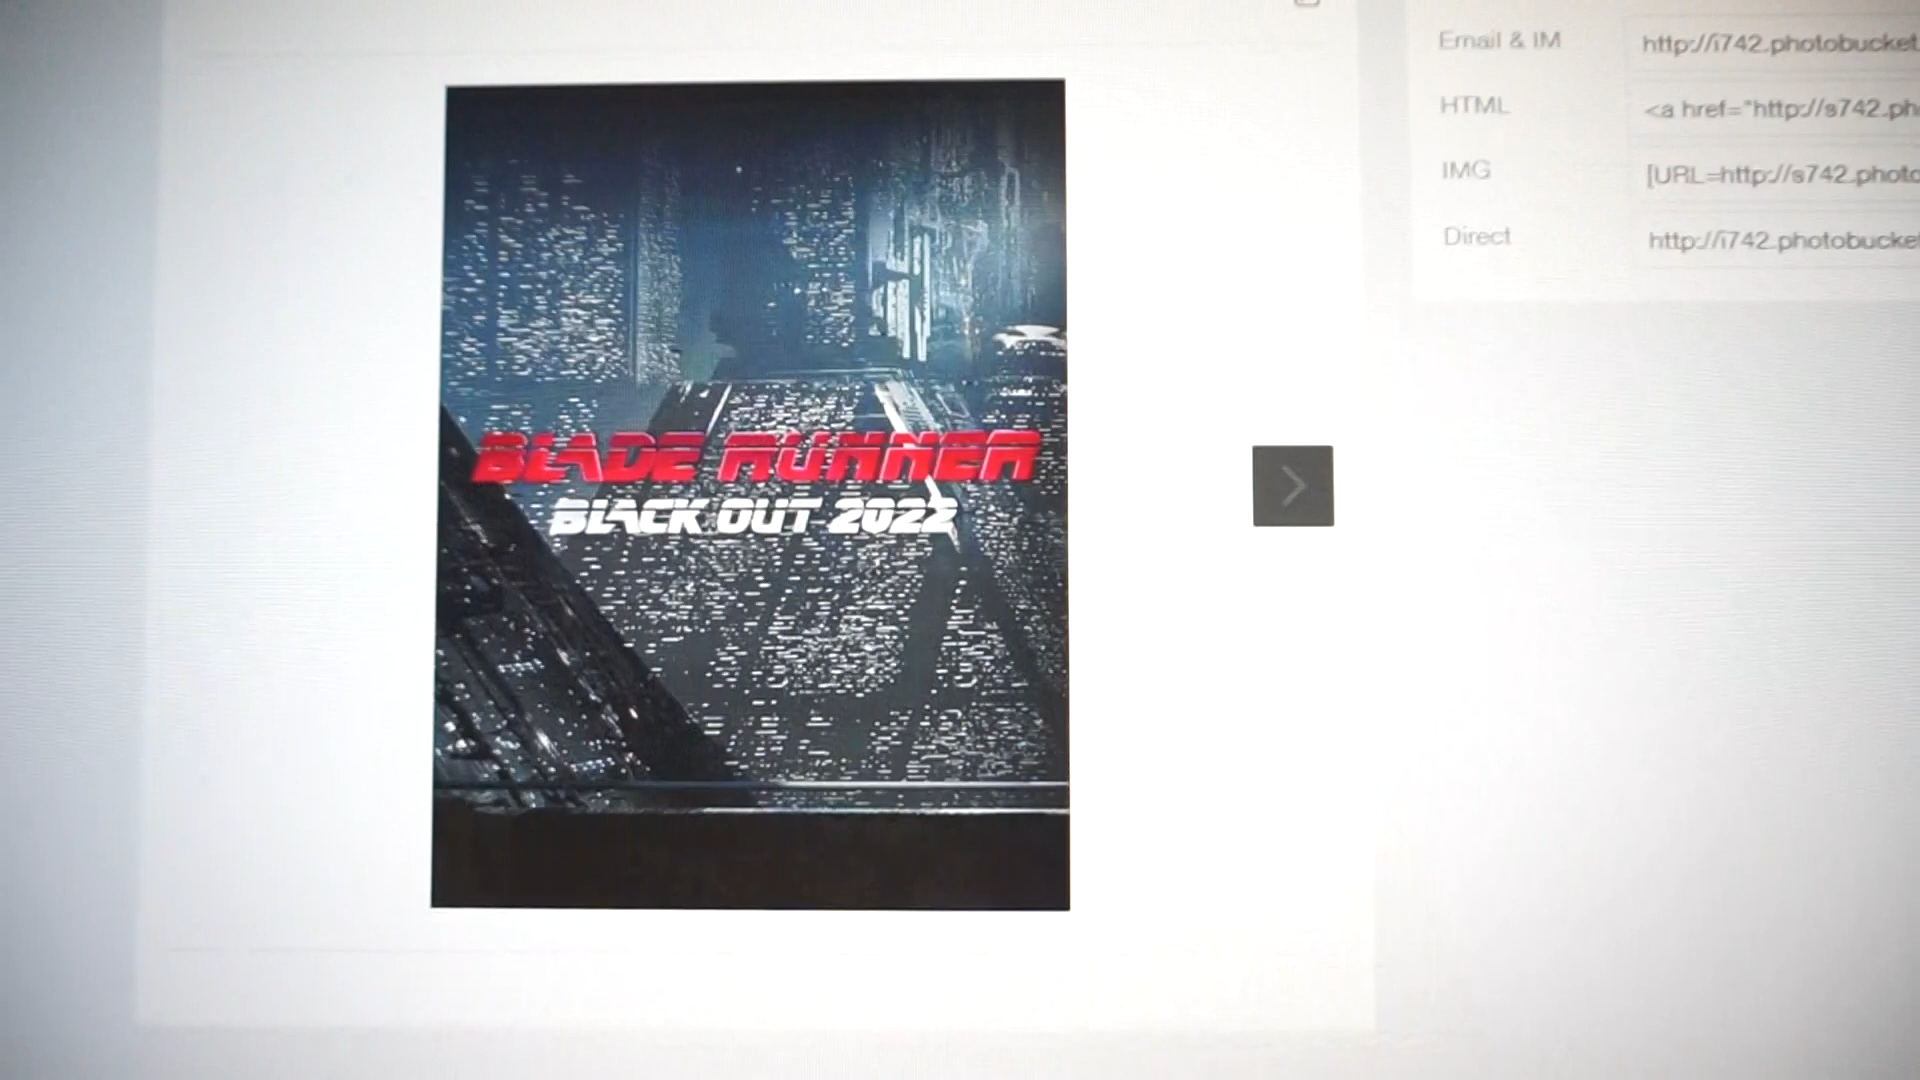 BLADE RUNNER
BLACK OUT 2022
Email & IM http://i742.photobucket
HTML <a href="http://s742.ph
IMG [URL=http://s742.photo
Direct http://i742.photobucket